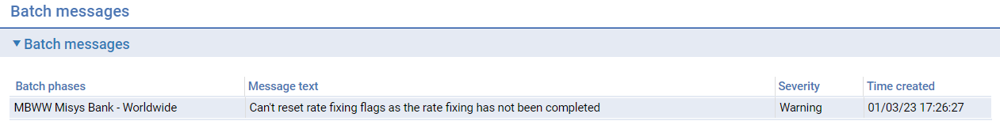 Batch messages
Batch messages
Batch phases Message text Severity Time created
MBWW Misys Bank - Worldwide Can't reset rate fixing flags as the rate fixing has not been completed Warning 01/03/23 17:26:27